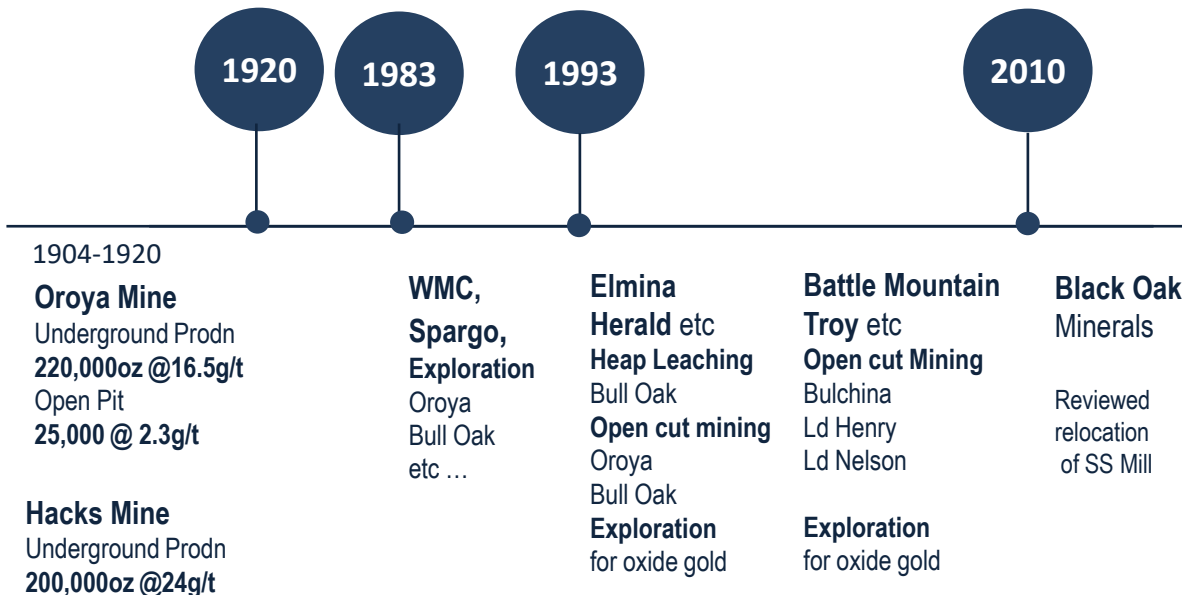 1920
1983
1993
2010
1904-1920
Oroya Mine
Underground Prodn
220,000oz @16.5g/t
Open Pit
25,000 @ 2.3g/t
Hacks Mine
Underground Prodn
200,000oz @24g/t
WMC,
Spargo,
Exploration
Oroya
Bull Oak
etc …
Elmina
Herald etc
Heap Leaching
Bull Oak
Open cut mining
Oroya
Bull Oak
Exploration
for oxide gold
Battle Mountain
Troy etc
Open cut Mining
Bulchina
Ld Henry
Ld Nelson
Exploration
for oxide gold
Black Oak
Minerals
Reviewed
relocation
of SS Mill